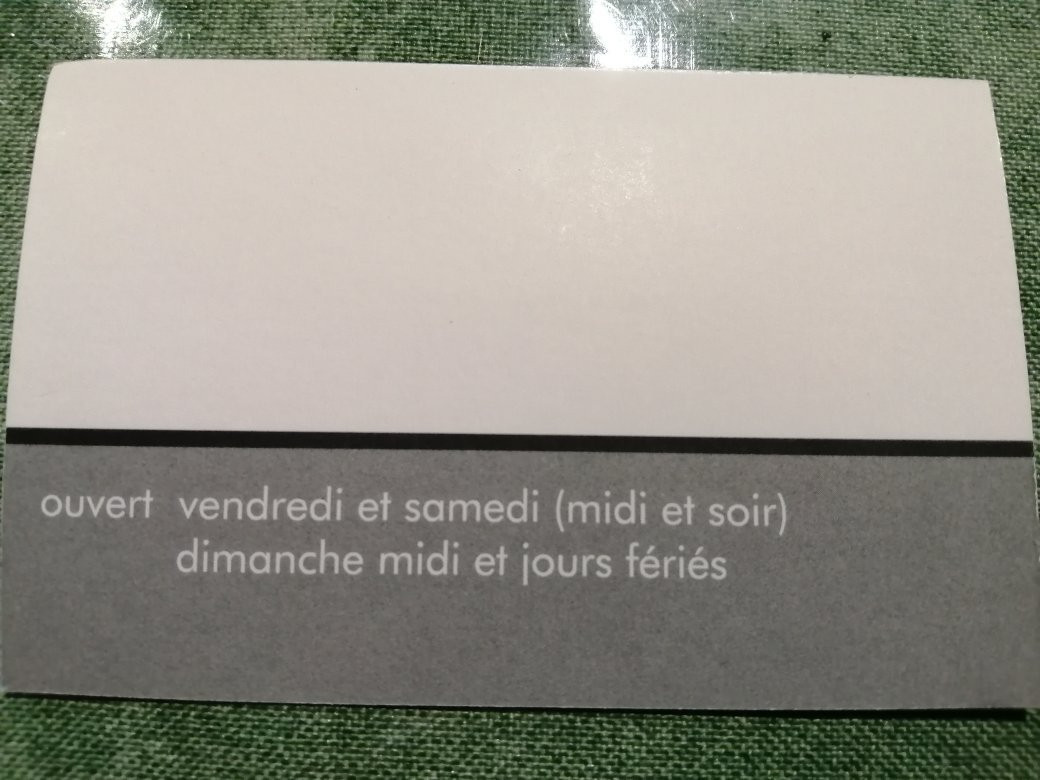 ouvert vendredi et samedi (midi et soir)
dimanche midi et jours fériés